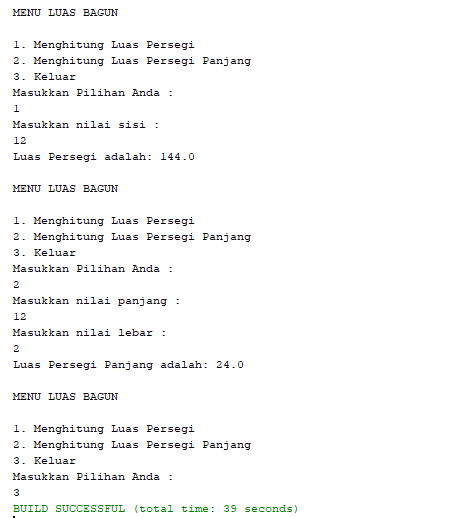 MENU LUAS BAGUN
1. Menghitung Luas Persegi
2. Menghitung Luas Persegi Panjang
3. Keluar
Masukkan Pilihan Anda :
1
Masukkan nilai sisi :
12
Luas Persegi adalah: 144.0
MENU LUAS BAGUN
1. Menghitung Luas Persegi
2. Menghitung Luas Persegi Panjang
3. Keluar
Masukkan Pilihan Anda :
2
Masukkan nilai panjang :
12
Masukkan nilai lebar :
2
Luas Persegi Panjang adalah: 24.0
MENU LUAS BAGUN
1. Menghitung Luas Persegi
2. Menghitung Luas Persegi Panjang
3. Keluar
Masukkan Pilihan Anda :
3
BUILD SUCCESSFUL (total time: 39 seconds)